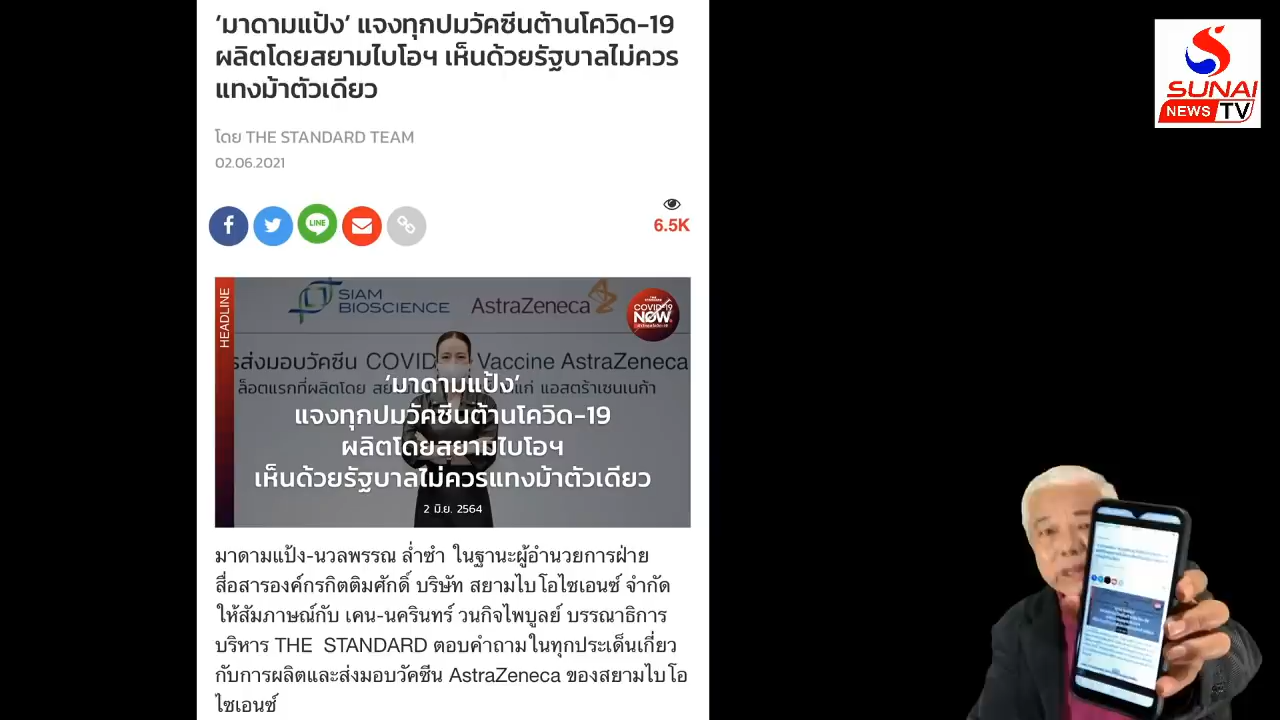 'มาดามแป้ง' แจงทุกปมวัคซีนต้านโควิด-19
ผลิตโดยสยามไบโอฯ เห็นด้วยรัฐบาลไม่ควร
แทงม้าตัวเดียว
โดย THE STANDARD TEAM
02.06.2021
LINE
6.5K
HEADLINE
SIAM
BIOSCIENCE
AstraZeneca
COVID-19
NOW
รส่งมอบวัคซีน COVID Vaccine AstraZeneca
ล็อตแรกที่ผลิตโดย แก่ แอสตร้าเซนเนก้า
'มาดามแป้ง'
แจงทุกปมวัคซีนต้านโควิด-19
ผลิตโดยสยามไบโอฯ
เห็นด้วยรัฐบาลไม่ควรแทงม้าตัวเดียว
2 มิ.ย. 2564
มาดามแป้ง-นวลพรรณ ล่ำซำ ในฐานะผู้อำนวยการฝ่าย
สื่อสารองค์กรกิตติมศักดิ์ บริษัท สยามไบโอไซเอนซ์ จำกัด
ให้สัมภาษณ์กับ เคน-นครินทร์ วนกิจไพบูลย์ บรรณาธิการ
บริหาร THE STANDARD ตอบคำถามในทุกประเด็นเกี่ยว
กับการผลิตและส่งมอบวัคซีน AstraZeneca ของสยามไบโอ
ไซเอนซ์
SUNAI
NEWS TV